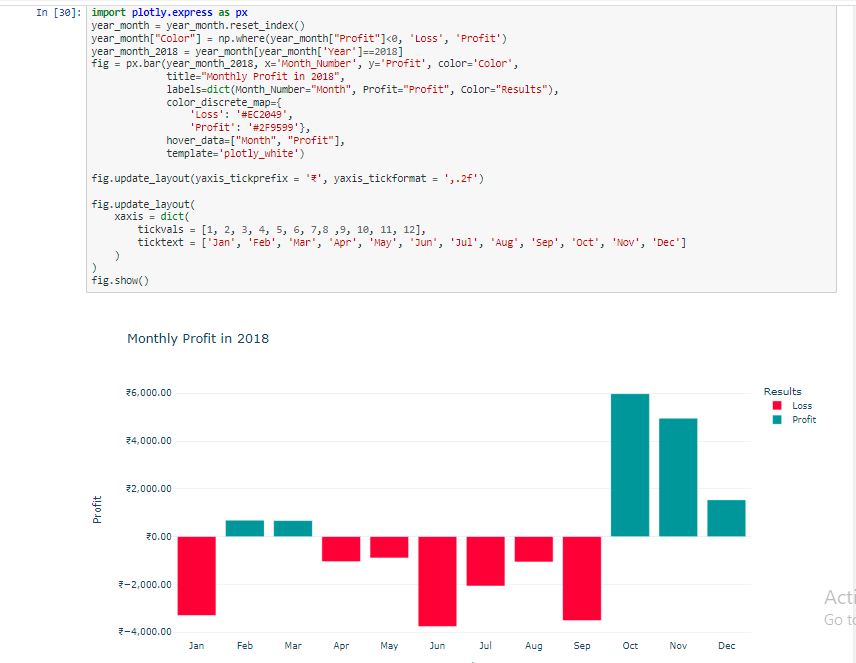 In [30]: import plotly.express as px
year_month = year_month.reset_index()
year_month["Color"] = np.where(year_month["Profit"]<0, 'Loss', 'Profit')
year_month_2018 = year_month[year_month['Year']==2018]
fig = px.bar(year_month_2018, x='Month_Number', y='Profit', color='Color',
title="Monthly Profit in 2018",
labels=dict(Month_Number="Month", Profit="Profit", Color="Results"),
color_discrete_map={
'Loss': '#EC2049',
'Profit': '#2F9599'},
hover_data=["Month", "Profit"],
template='plotly_white')
fig.update_layout(yaxis_tickprefix = '₹', yaxis_tickformat = ',.2f')
fig.update_layout(
xaxis = dict(
tickvals = [1, 2, 3, 4, 5, 6, 7,8 ,9, 10, 11, 12],
ticktext = ['Jan', 'Feb', 'Mar', 'Apr', 'May', 'Jun', 'Jul', 'Aug', 'Sep', 'Oct', 'Nov', 'Dec']
)
)
fig.show()
Monthly Profit in 2018
₹6,000.00
₹4,000.00
₹2,000.00
₹0.00
₹−2,000.00
₹−4,000.00
Profit
Jan Feb Mar Apr May Jun Jul Aug Sep Oct Nov Dec
Results
Loss
Profit
Acti
Go to